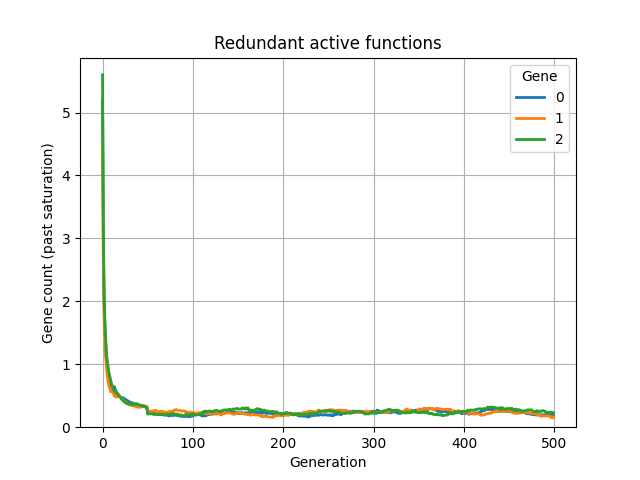 Redundant active functions
Gene count (past saturation)
5
4
3
2
1
0
0 100 200 300 400 500
Generation
Gene
0
1
2